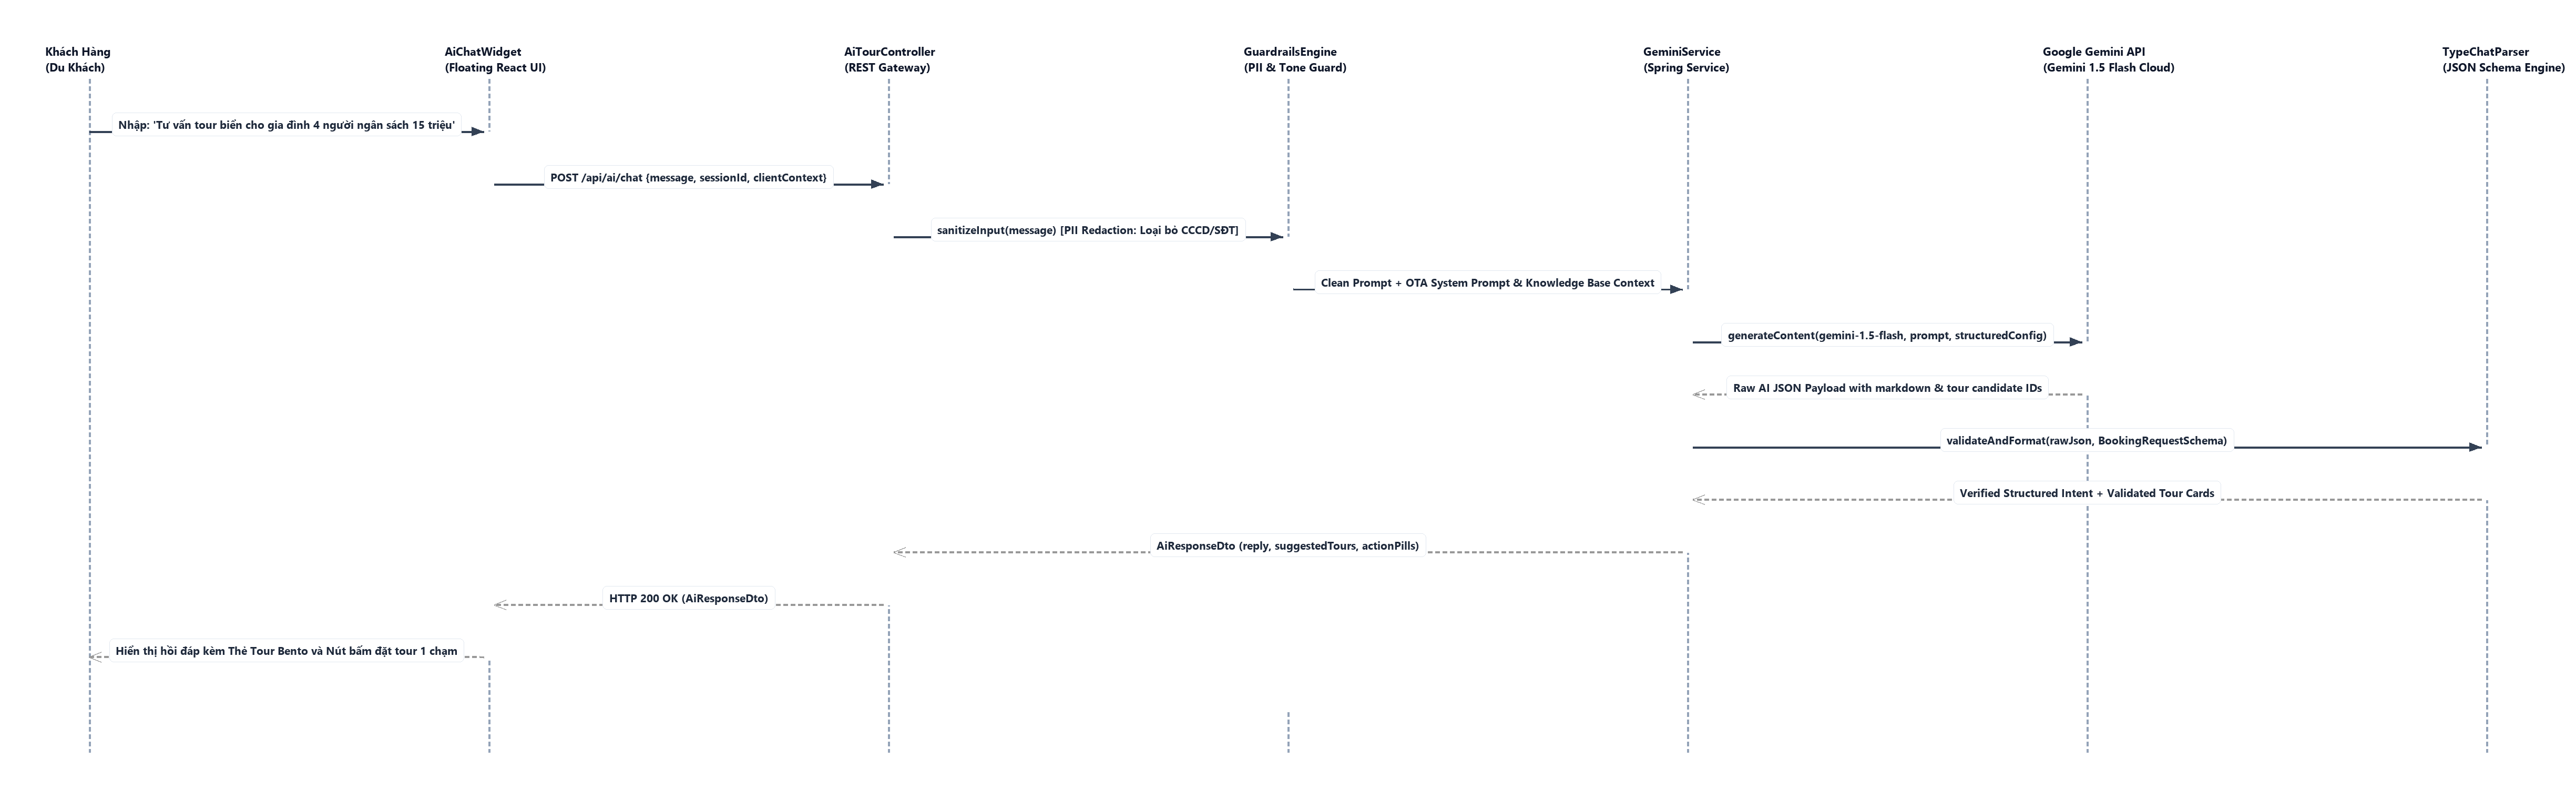 Khách Hàng
(Du Khách)
AiChatWidget
(Floating React UI)
AiTourController
(REST Gateway)
GuardrailsEngine
(PII & Tone Guard)
GeminiService
(Spring Service)
Google Gemini API
(Gemini 1.5 Flash Cloud)
TypeChatParser
(JSON Schema Engine)
Nhập: 'Tư vấn tour biển cho gia đình 4 người ngân sách 15 triệu'
POST /api/ai/chat {message, sessionId, clientContext}
sanitizeInput(message) [PII Redaction: Loại bỏ CCCD/SĐT]
Clean Prompt + OTA System Prompt & Knowledge Base Context
generateContent(gemini-1.5-flash, prompt, structuredConfig)
Raw AI JSON Payload with markdown & tour candidate IDs
validateAndFormat(rawJson, BookingRequestSchema)
Verified Structured Intent + Validated Tour Cards
AiResponseDto (reply, suggestedTours, actionPills)
HTTP 200 OK (AiResponseDto)
Hiển thị hồi đáp kèm Thẻ Tour Bento và Nút bấm đặt tour 1 chạm